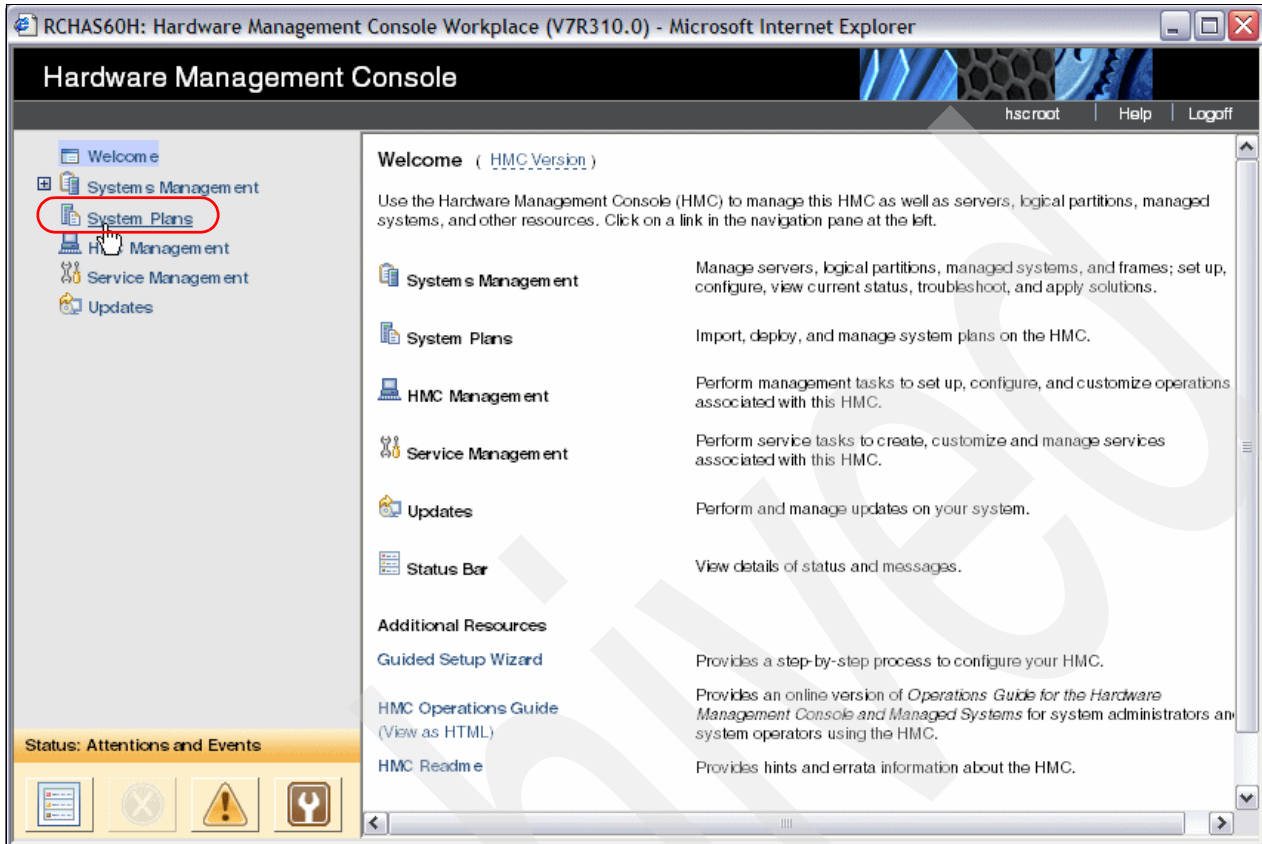 RCHAS60H: Hardware Management Console Workplace (V7R310.0) - Microsoft Internet Explorer
Hardware Management Console
hscroot | Help | Logoff
Welcome
Systems Management
System Plans
HMC Management
Service Management
Updates
Welcome ( HMC Version )
Use the Hardware Management Console (HMC) to manage this HMC as well as servers, logical partitions, managed
systems, and other resources. Click on a link in the navigation pane at the left.
Systems Management
Manage servers, logical partitions, managed systems, and frames; set up,
configure, view current status, troubleshoot, and apply solutions.
System Plans
Import, deploy, and manage system plans on the HMC.
HMC Management
Perform management tasks to set up, configure, and customize operations
associated with this HMC.
Service Management
Perform service tasks to create, customize and manage services
associated with this HMC.
Updates
Perform and manage updates on your system.
Status Bar
View details of status and messages.
Additional Resources
Guided Setup Wizard
Provides a step-by-step process to configure your HMC.
HMC Operations Guide
(View as HTML)
Provides an online version of Operations Guide for the Hardware
Management Console and Managed Systems for system administrators an
system operators using the HMC.
HMC Readme
Provides hints and errata information about the HMC.
Status: Attentions and Events